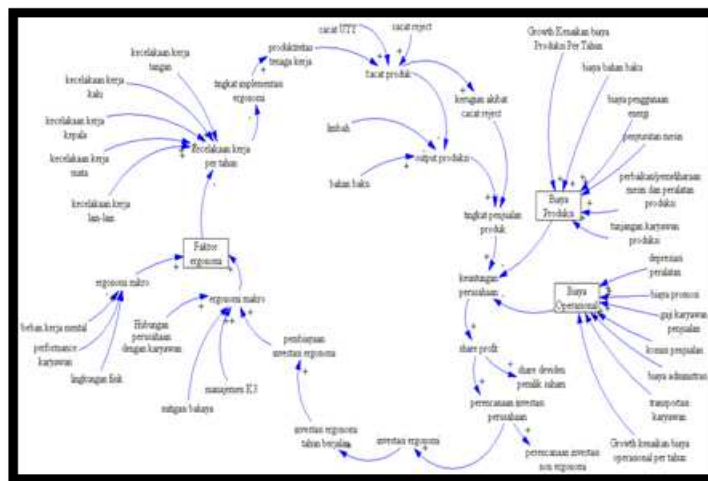 cacat UTY
cacat reject
produktivitas
tenaga kerja
kecelakaan kerja
tangan
tingkat implementasi
ergonomi
cacat produk
kecelakaan kerja
kaki
kerugian akibat
cacat reject
kecelakaan kerja
kepala
limbah
kecelakaan kerja
per tahun
output produksi
kecelakaan kerja
mata
bahan baku
kecelakaan kerja
lain-lain
tingkat penjualan
produk
Growth Kenaikan biaya
Produksi Per Tahun
biaya bahan baku
biaya penggunaan
energi
penyusutan mesin
perbaikan/pemeliharaan
mesin dan peralatan
produksi
Biaya
Produksi
tunjangan karyawan
produksi
Faktor
ergonomi
ergonomi mikro
ergonomi makro
beban kerja mental
performance
karyawan
lingkungan fisik
Hubungan
perusahaan
dengan karyawan
manajemen K3
mitigasi bahaya
pembiayaan
investasi ergonomi
keuntungan
perusahaan
depresiasi
peralatan
Biaya
Operasional
biaya promosi
gaji karyawan
penjualan
komisi penjualan
biaya administrasi
transportasi
karyawan
Growth kenaikan biaya
operasional per tahun
share profit
share deviden
pemilik saham
perencanaan investasi
perusahaan
investasi ergonomi
tahun berjalan
investasi ergonomi
perencanaan investasi
non ergonomi